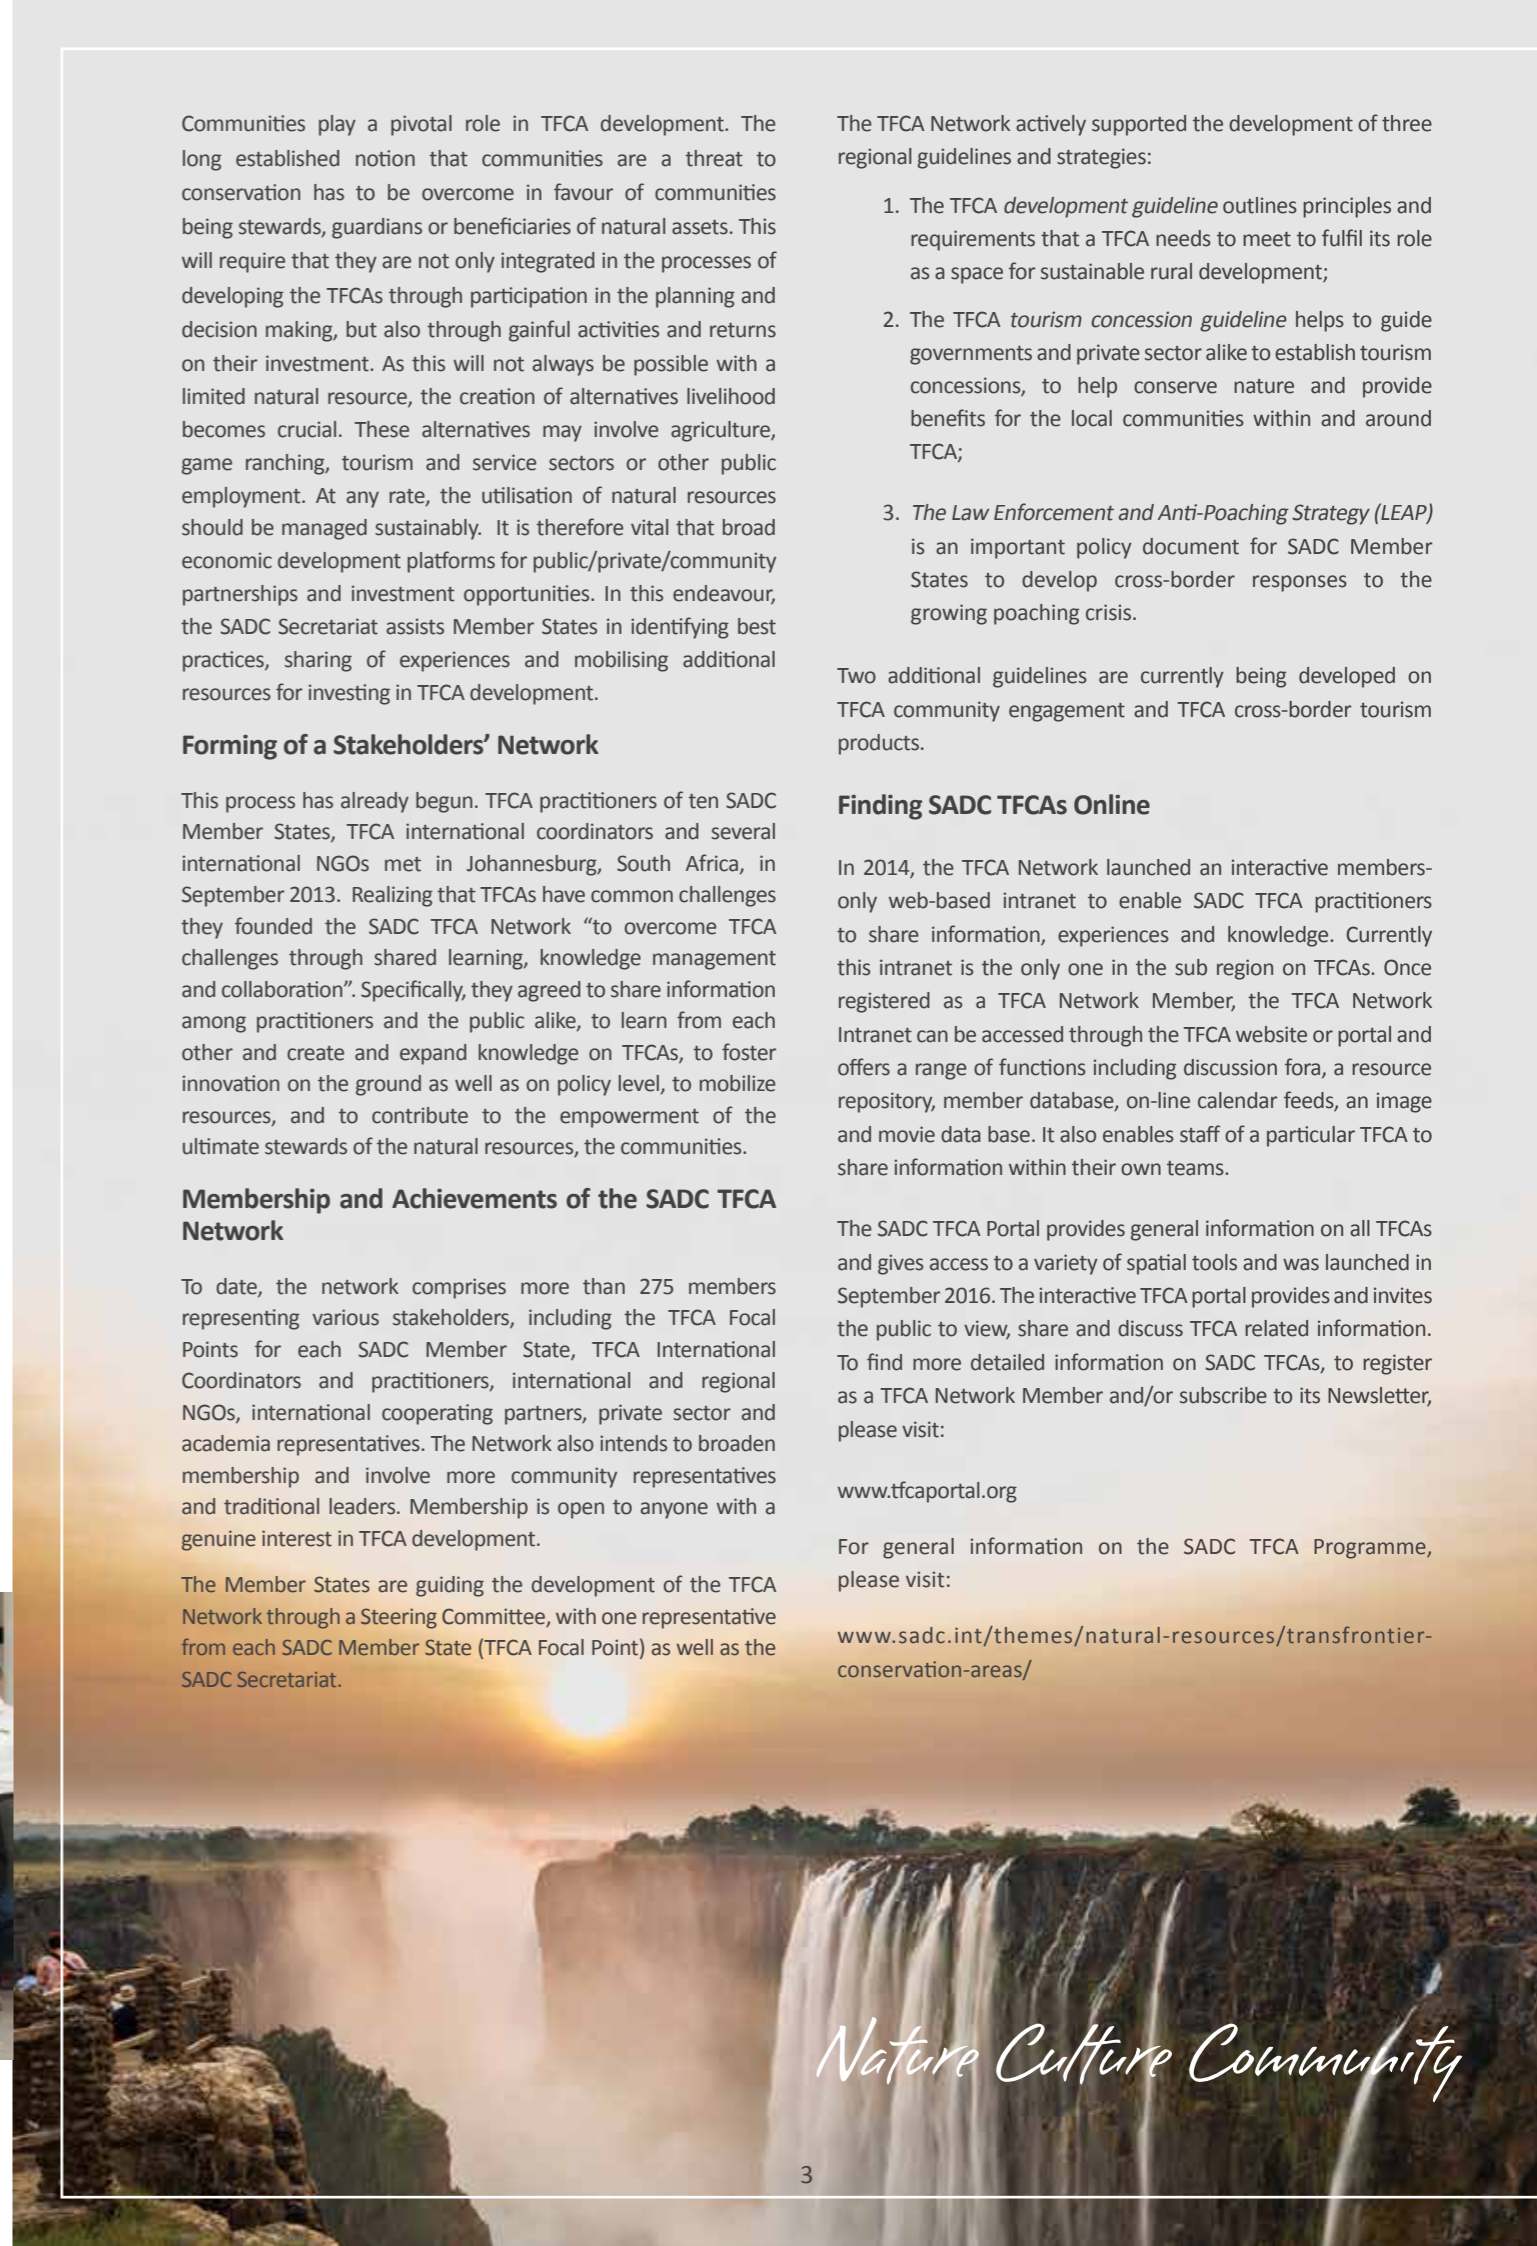 Communities play a pivotal role in TFCA development. The
long established notion that communities are a threat to
conservation has to be overcome in favour of communities
being stewards, guardians or beneficiaries of natural assets. This
will require that they are not only integrated in the processes of
developing the TFCAs through participation in the planning and
decision making, but also through gainful activities and returns
on their investment. As this will not always be possible with a
limited natural resource, the creation of alternatives livelihood
becomes crucial. These alternatives may involve agriculture,
game ranching, tourism and service sectors or other public
employment. At any rate, the utilisation of natural resources
should be managed sustainably. It is therefore vital that broad
economic development platforms for public/private/community
partnerships and investment opportunities. In this endeavour,
the SADC Secretariat assists Member States in identifying best
practices, sharing of experiences and mobilising additional
resources for investing in TFCA development.
Forming of a Stakeholders’ Network
This process has already begun. TFCA practitioners of ten SADC
Member States, TFCA international coordinators and several
international NGOs met in Johannesburg, South Africa, in
September 2013. Realizing that TFCAs have common challenges
they founded the SADC TFCA Network “to overcome TFCA
challenges through shared learning, knowledge management
and collaboration”. Specifically, they agreed to share information
among practitioners and the public alike, to learn from each
other and create and expand knowledge on TFCAs, to foster
innovation on the ground as well as on policy level, to mobilize
resources, and to contribute to the empowerment of the
ultimate stewards of the natural resources, the communities.
Membership and Achievements of the SADC TFCA
Network
To date, the network comprises more than 275 members
representing various stakeholders, including the TFCA Focal
Points for each SADC Member State, TFCA International
Coordinators and practitioners, international and regional
NGOs, international cooperating partners, private sector and
academia representatives. The Network also intends to broaden
membership and involve more community representatives
and traditional leaders. Membership is open to anyone with a
genuine interest in TFCA development.
The Member States are guiding the development of the TFCA
Network through a Steering Committee, with one representative
from each SADC Member State (TFCA Focal Point) as well as the
SADC Secretariat.
The TFCA Network actively supported the development of three
regional guidelines and strategies:
1. The TFCA development guideline outlines principles and
requirements that a TFCA needs to meet to fulfil its role
as a space for sustainable rural development;
2. The TFCA tourism concession guideline helps to guide
governments and private sector alike to establish tourism
concessions, to help conserve nature and provide
benefits for the local communities within and around
TFCA;
3. The Law Enforcement and Anti-Poaching Strategy (LEAP)
is an important policy document for SADC Member
States to develop cross-border responses to the
growing poaching crisis.
Two additional guidelines are currently being developed on
TFCA community engagement and TFCA cross-border tourism
products.
Finding SADC TFCAs Online
In 2014, the TFCA Network launched an interactive members-
only web-based intranet to enable SADC TFCA practitioners
to share information, experiences and knowledge. Currently
this intranet is the only one in the sub region on TFCAs. Once
registered as a TFCA Network Member, the TFCA Network
Intranet can be accessed through the TFCA website or portal and
offers a range of functions including discussion fora, a resource
repository, member database, on-line calendar feeds, an image
and movie data base. It also enables staff of a particular TFCA to
share information within their own teams.
The SADC TFCA Portal provides general information on all TFCAs
and gives access to a variety of spatial tools and was launched in
September 2016. The interactive TFCA portal provides and invites
the public to view, share and discuss TFCA related information.
To find more detailed information on SADC TFCAs, to register
as a TFCA Network Member and/or subscribe to its Newsletter,
please visit:
www.tfcaportal.org
For general information on the SADC TFCA Programme,
please visit:
www.sadc.int/themes/natural-resources/transfrontier-
conservation-areas/
Nature Culture Community
3